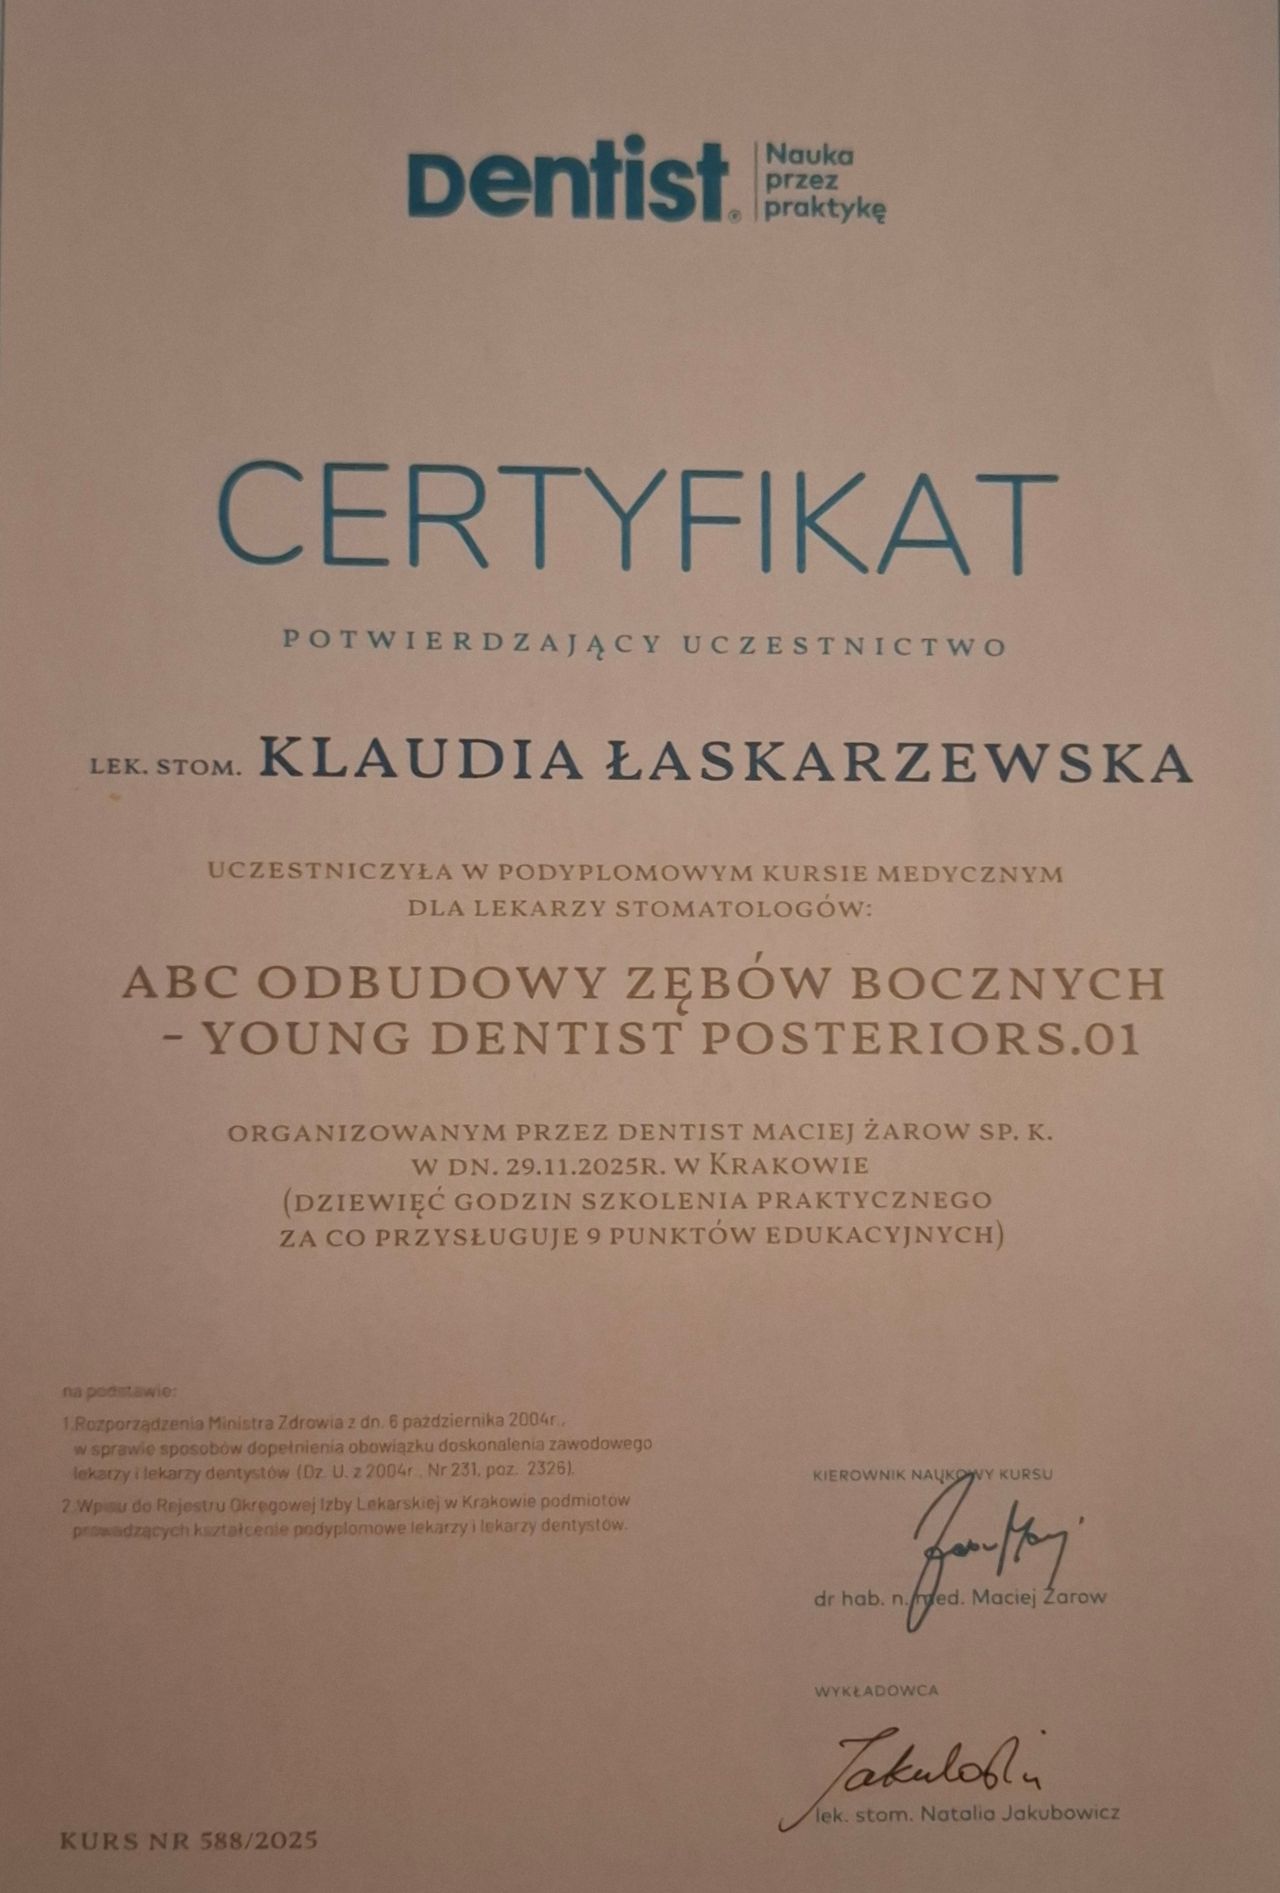 Dentist® Nauka
przez
praktykę
CERTYFIKAT
POTWIERDZAJĄCY UCZESTNICTWO
LEK. STOM. KLAUDIA ŁASKARZEWSKA
UCZESTNICZYŁA W PODYPLOMOWYM KURSIE MEDYCZNYM
DLA LEKARZY STOMATOLOGÓW:
ABC ODBUDOWY ZĘBÓW BOCZNYCH
– YOUNG DENTIST POSTERIORS.01
ORGANIZOWANYM PRZEZ DENTIST MACIEJ ŻAROW SP. K.
W DN. 29.11.2025R. W KRAKOWIE
(DZIEWIĘĆ GODZIN SZKOLENIA PRAKTYCZNEGO
ZA CO PRZYSŁUGUJE 9 PUNKTÓW EDUKACYJNYCH)
na podstawie:
1.Rozporządzenia Ministra Zdrowia z dn. 6 października 2004r.,
w sprawie sposobów dopełnienia obowiązku doskonalenia zawodowego
lekarzy i lekarzy dentystów (Dz. U. z 2004r., Nr 231, poz. 2326).
2.Wpisu do Rejestru Okręgowej Izby Lekarskiej w Krakowie podmiotów
prowadzących kształcenie podyplomowe lekarzy i lekarzy dentystów.
KIEROWNIK NAUKOWY KURSU
dr hab. n. med. Maciej Żarow
WYKŁADOWCA
lek. stom. Natalia Jakubowicz
KURS NR 588/2025